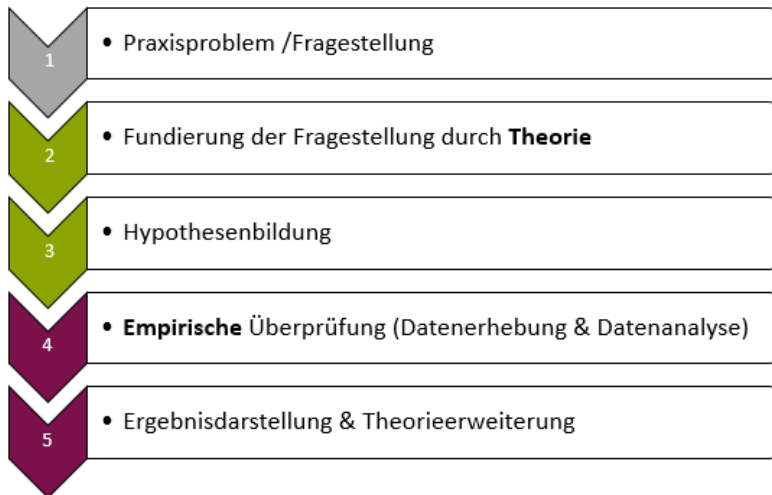 1
• Praxisproblem /Fragestellung
2
• Fundierung der Fragestellung durch Theorie
3
• Hypothesenbildung
4
• Empirische Überprüfung (Datenerhebung & Datenanalyse)
5
• Ergebnisdarstellung & Theorieerweiterung